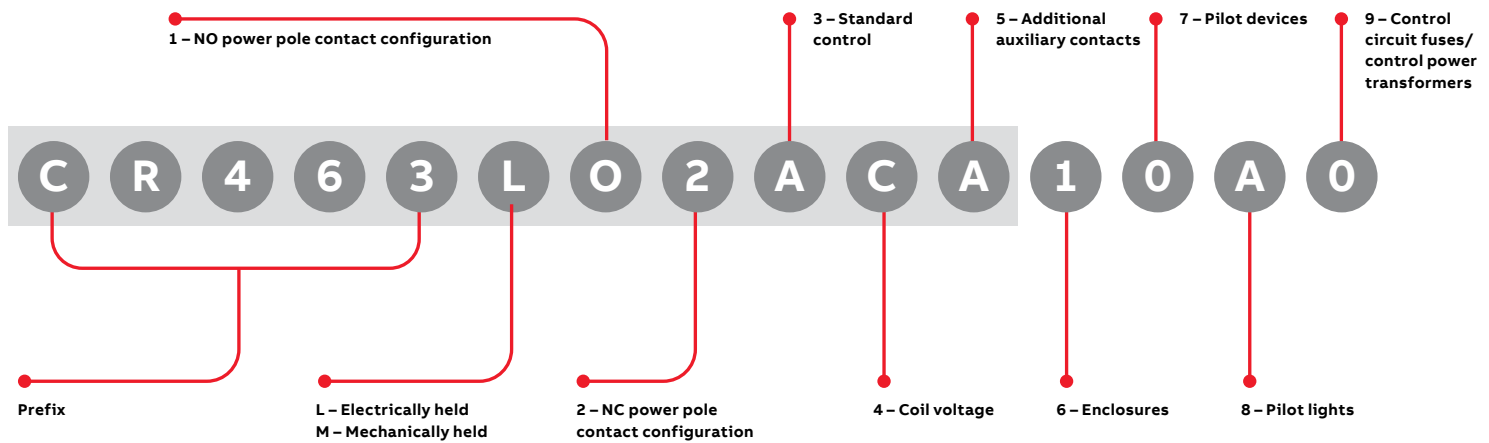 1 – NO power pole contact configuration
3 – Standard
control
5 – Additional
auxiliary contacts
7 – Pilot devices
9 – Control
circuit fuses/
control power
transformers
C R 4 6 3 L O 2 A C A 1 0 A 0
Prefix
L – Electrically held
M – Mechanically held
2 – NC power pole
contact configuration
4 – Coil voltage
6 – Enclosures
8 – Pilot lights